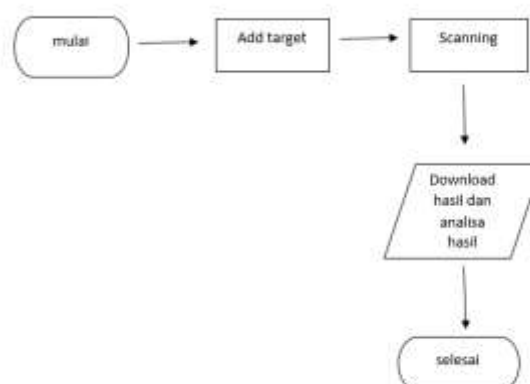 mulai
Add target
Scanning
Download
hasil dan
analisa
hasil
selesai